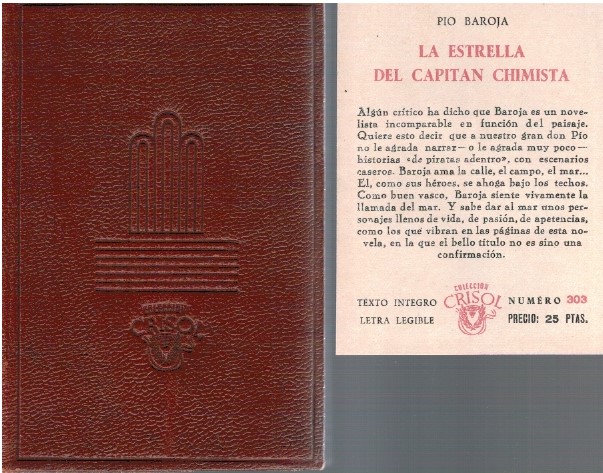 COLECCION
CRISOL
PIO BAROJA
LA ESTRELLA
DEL CAPITAN CHIMISTA
Algún crítico ha dicho que Baroja es un nove-
lista incomparable en función del paisaje.
Quiere esto decir que a nuestro gran don Pío
no le agrada narrar—o le agrada muy poco—
historias «de piratas adentro», con escenarios
caseros. Baroja ama la calle, el campo, el mar...
El, como sus héroes, se ahoga bajo los techos.
Como buen vasco, Baroja siente vivamente la
llamada del mar. Y sabe dar al mar unos per-
sonajes llenos de vida, de pasión, de apetencias,
como los que vibran en las páginas de esta no-
vela, en la que el bello título no es sino una
confirmación.
TEXTO INTEGRO
LETRA LEGIBLE
COLECCION
CRISOL
NUMERO 303
PRECIO: 25 PTAS.